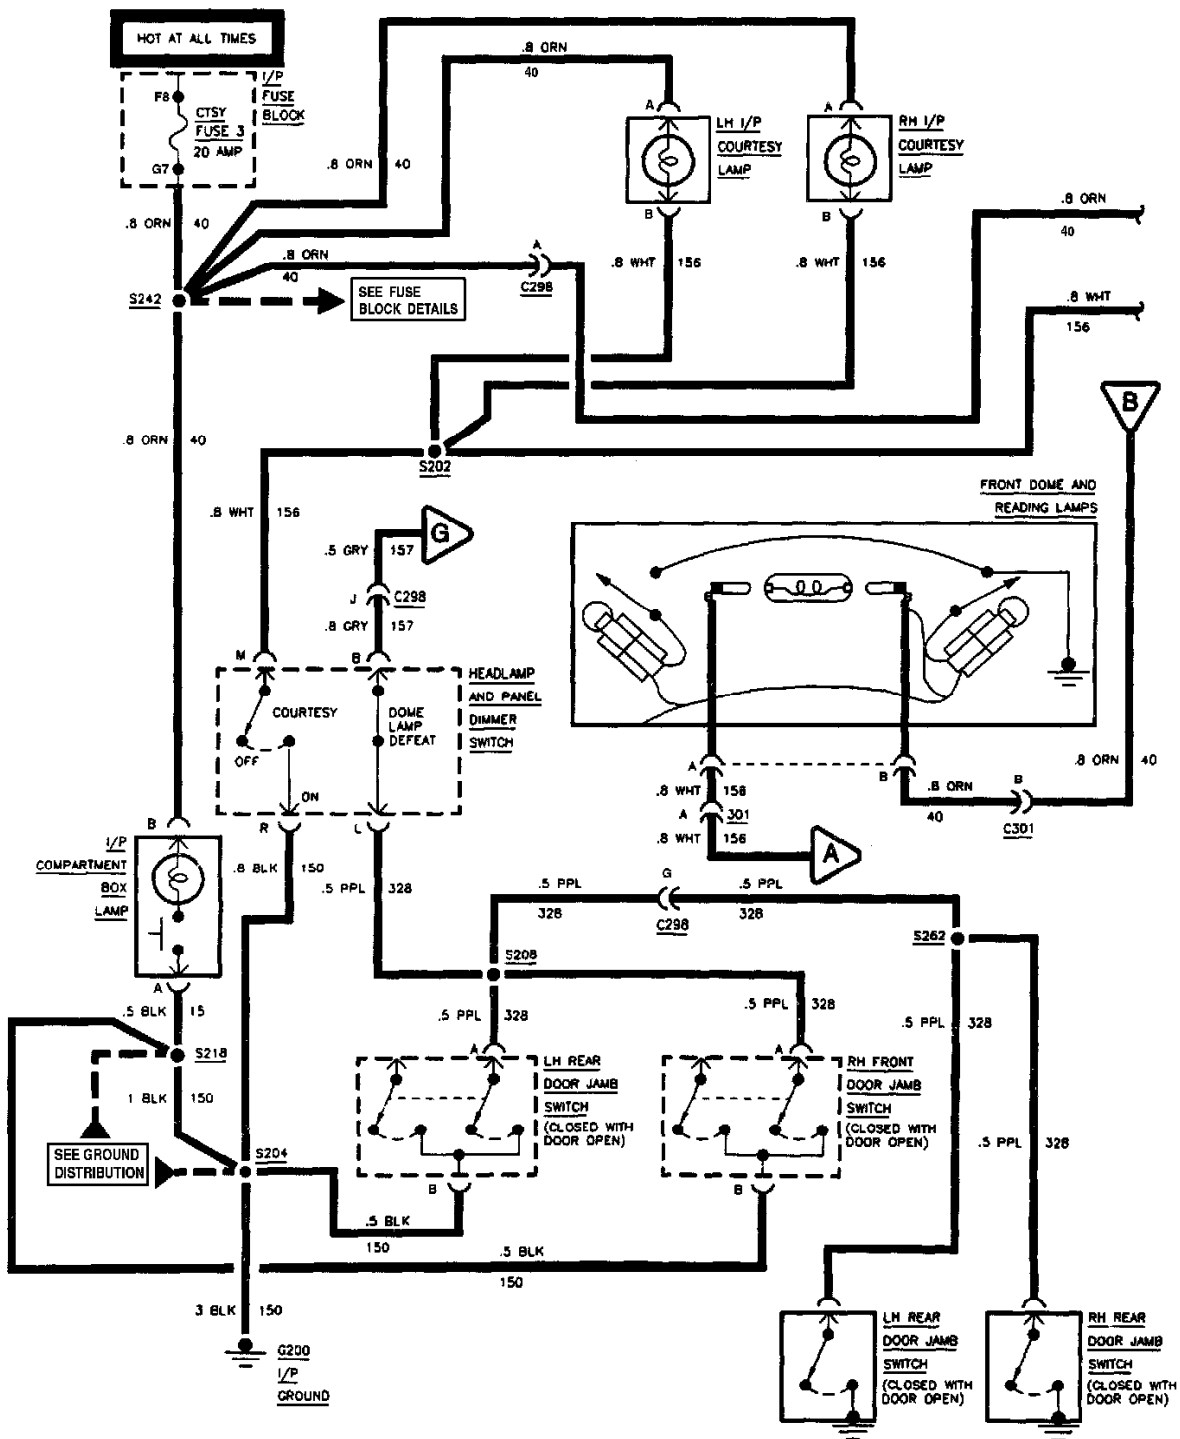 HOT AT ALL TIMES
I/P
FUSE
BLOCK
F8
CTSY
FUSE 3
20 AMP
G7
.8 ORN 40
.8 ORN 40
.8 ORN
40
A
LH I/P
COURTESY
LAMP
B
A
RH I/P
COURTESY
LAMP
B
.8 ORN
40
.8 ORN
40
A
C298
.8 WHT 156
.8 WHT 156
S242
SEE FUSE
BLOCK DETAILS
.8 WHT
156
B
.8 ORN 40
S202
FRONT DOME AND
READING LAMPS
.8 WHT 156
G
.5 GRY 157
J
C298
.8 GRY 157
M
B
HEADLAMP
AND PANEL
DIMMER
SWITCH
COURTESY
DOME
LAMP
DEFEAT
OFF
ON
R
L
A
B
.8 ORN 40
.8 WHT 156
A
301
.8 WHT 156
.8 ORN
40
B
C301
A
B
I/P
COMPARTMENT
BOX
LAMP
A
.8 BLK 150
.5 PPL 328
.5 PPL
328
G
C298
.5 PPL
328
S262
S208
.5 BLK 15
.5 PPL 328
.5 PPL 328
.5 PPL 328
S218
A
LH REAR
DOOR JAMB
SWITCH
(CLOSED WITH
DOOR OPEN)
B
A
RH FRONT
DOOR JAMB
SWITCH
(CLOSED WITH
DOOR OPEN)
B
1 BLK 150
SEE GROUND
DISTRIBUTION
S204
.5 PPL 328
.5 BLK
150
.5 BLK
150
3 BLK 150
G200
I/P
GROUND
LH REAR
DOOR JAMB
SWITCH
(CLOSED WITH
DOOR OPEN)
RH REAR
DOOR JAMB
SWITCH
(CLOSED WITH
DOOR OPEN)